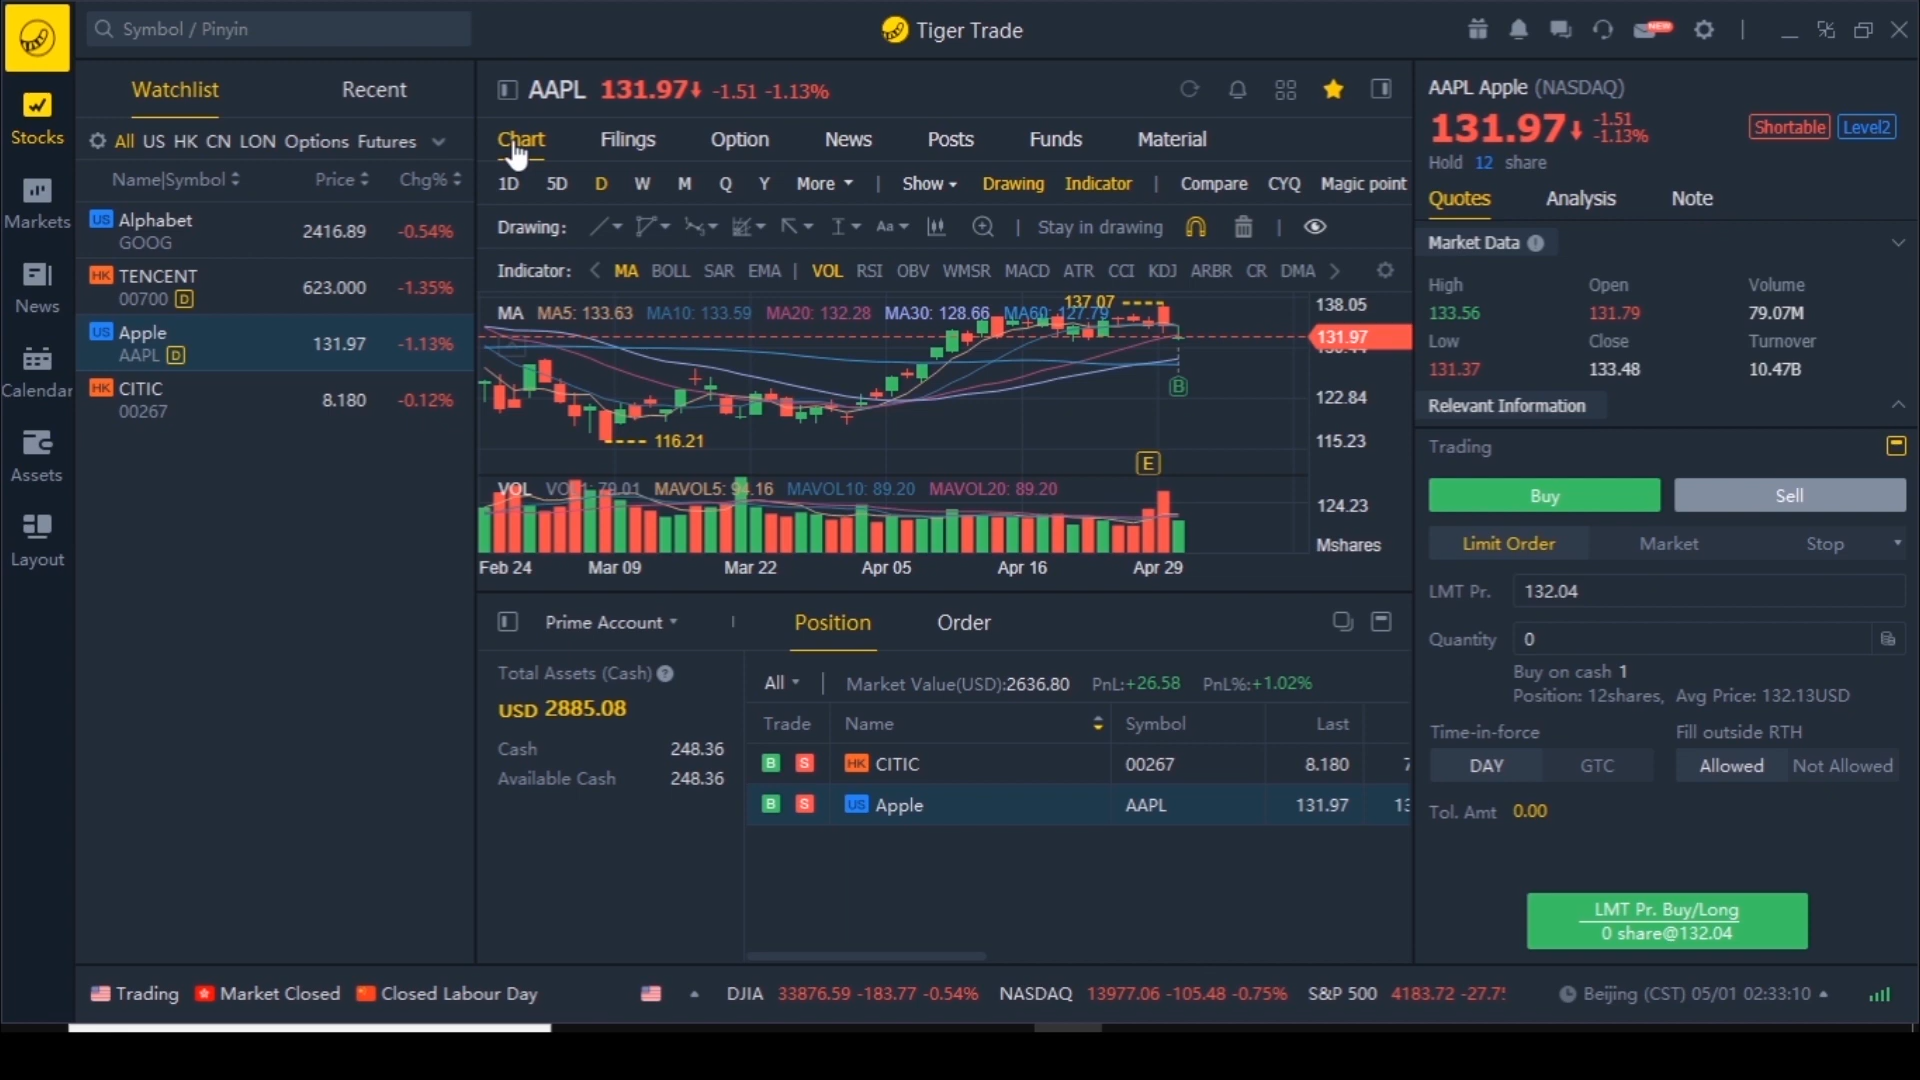 Symbol / Pinyin
Tiger Trade
NEW
Stocks
Markets
News
Calendar
Assets
Layout
Watchlist Recent
All US HK CN LON Options Futures
Name|Symbol Price Chg%
US Alphabet
GOOG 2416.89 -0.54%
HK TENCENT
00700 D 623.000 -1.35%
US Apple
AAPL D 131.97 -1.13%
HK CITIC
00267 8.180 -0.12%
AAPL 131.97 -1.51 -1.13%
Chart Filings Option News Posts Funds Material
1D 5D D W M Q Y More | Show Drawing Indicator | Compare CYQ Magic point
Drawing: Aa | Stay in drawing |
Indicator: MA BOLL SAR EMA | VOL RSI OBV WMSR MACD ATR CCI KDJ ARBR CR DMA
MA MA5: 133.63 MA10: 133.59 MA20: 132.28 MA30: 128.66 MA60: 127.79
137.07
138.05
131.97
122.84
115.23
116.21
B
E
VOL MAVOL5: 94.16 MAVOL10: 89.20 MAVOL20: 89.20
124.23
Mshares
Feb 24 Mar 09 Mar 22 Apr 05 Apr 16 Apr 29
Prime Account Position Order
Total Assets (Cash) ?
USD 2885.08
Cash 248.36
Available Cash 248.36
All | Market Value(USD):2636.80 PnL:+26.58 PnL%:+1.02%
Trade Name Symbol Last
B S HK CITIC 00267 8.180 7
B S US Apple AAPL 131.97 13
AAPL Apple (NASDAQ)
131.97 -1.51
-1.13%
Shortable Level2
Hold 12 share
Quotes Analysis Note
Market Data
High Open Volume
133.56 131.79 79.07M
Low Close Turnover
131.37 133.48 10.47B
Relevant Information
Trading
Buy Sell
Limit Order Market Stop
LMT Pr. 132.04
Quantity 0
Buy on cash 1
Position: 12shares, Avg Price: 132.13USD
Time-in-force Fill outside RTH
DAY GTC Allowed Not Allowed
Tol. Amt 0.00
LMT Pr. Buy/Long
0 share@132.04
Trading Market Closed Closed Labour Day
DJIA 33876.59 -183.77 -0.54% NASDAQ 13977.06 -105.48 -0.75% S&P 500 4183.72
Beijing (CST) 05/01 02:33:10